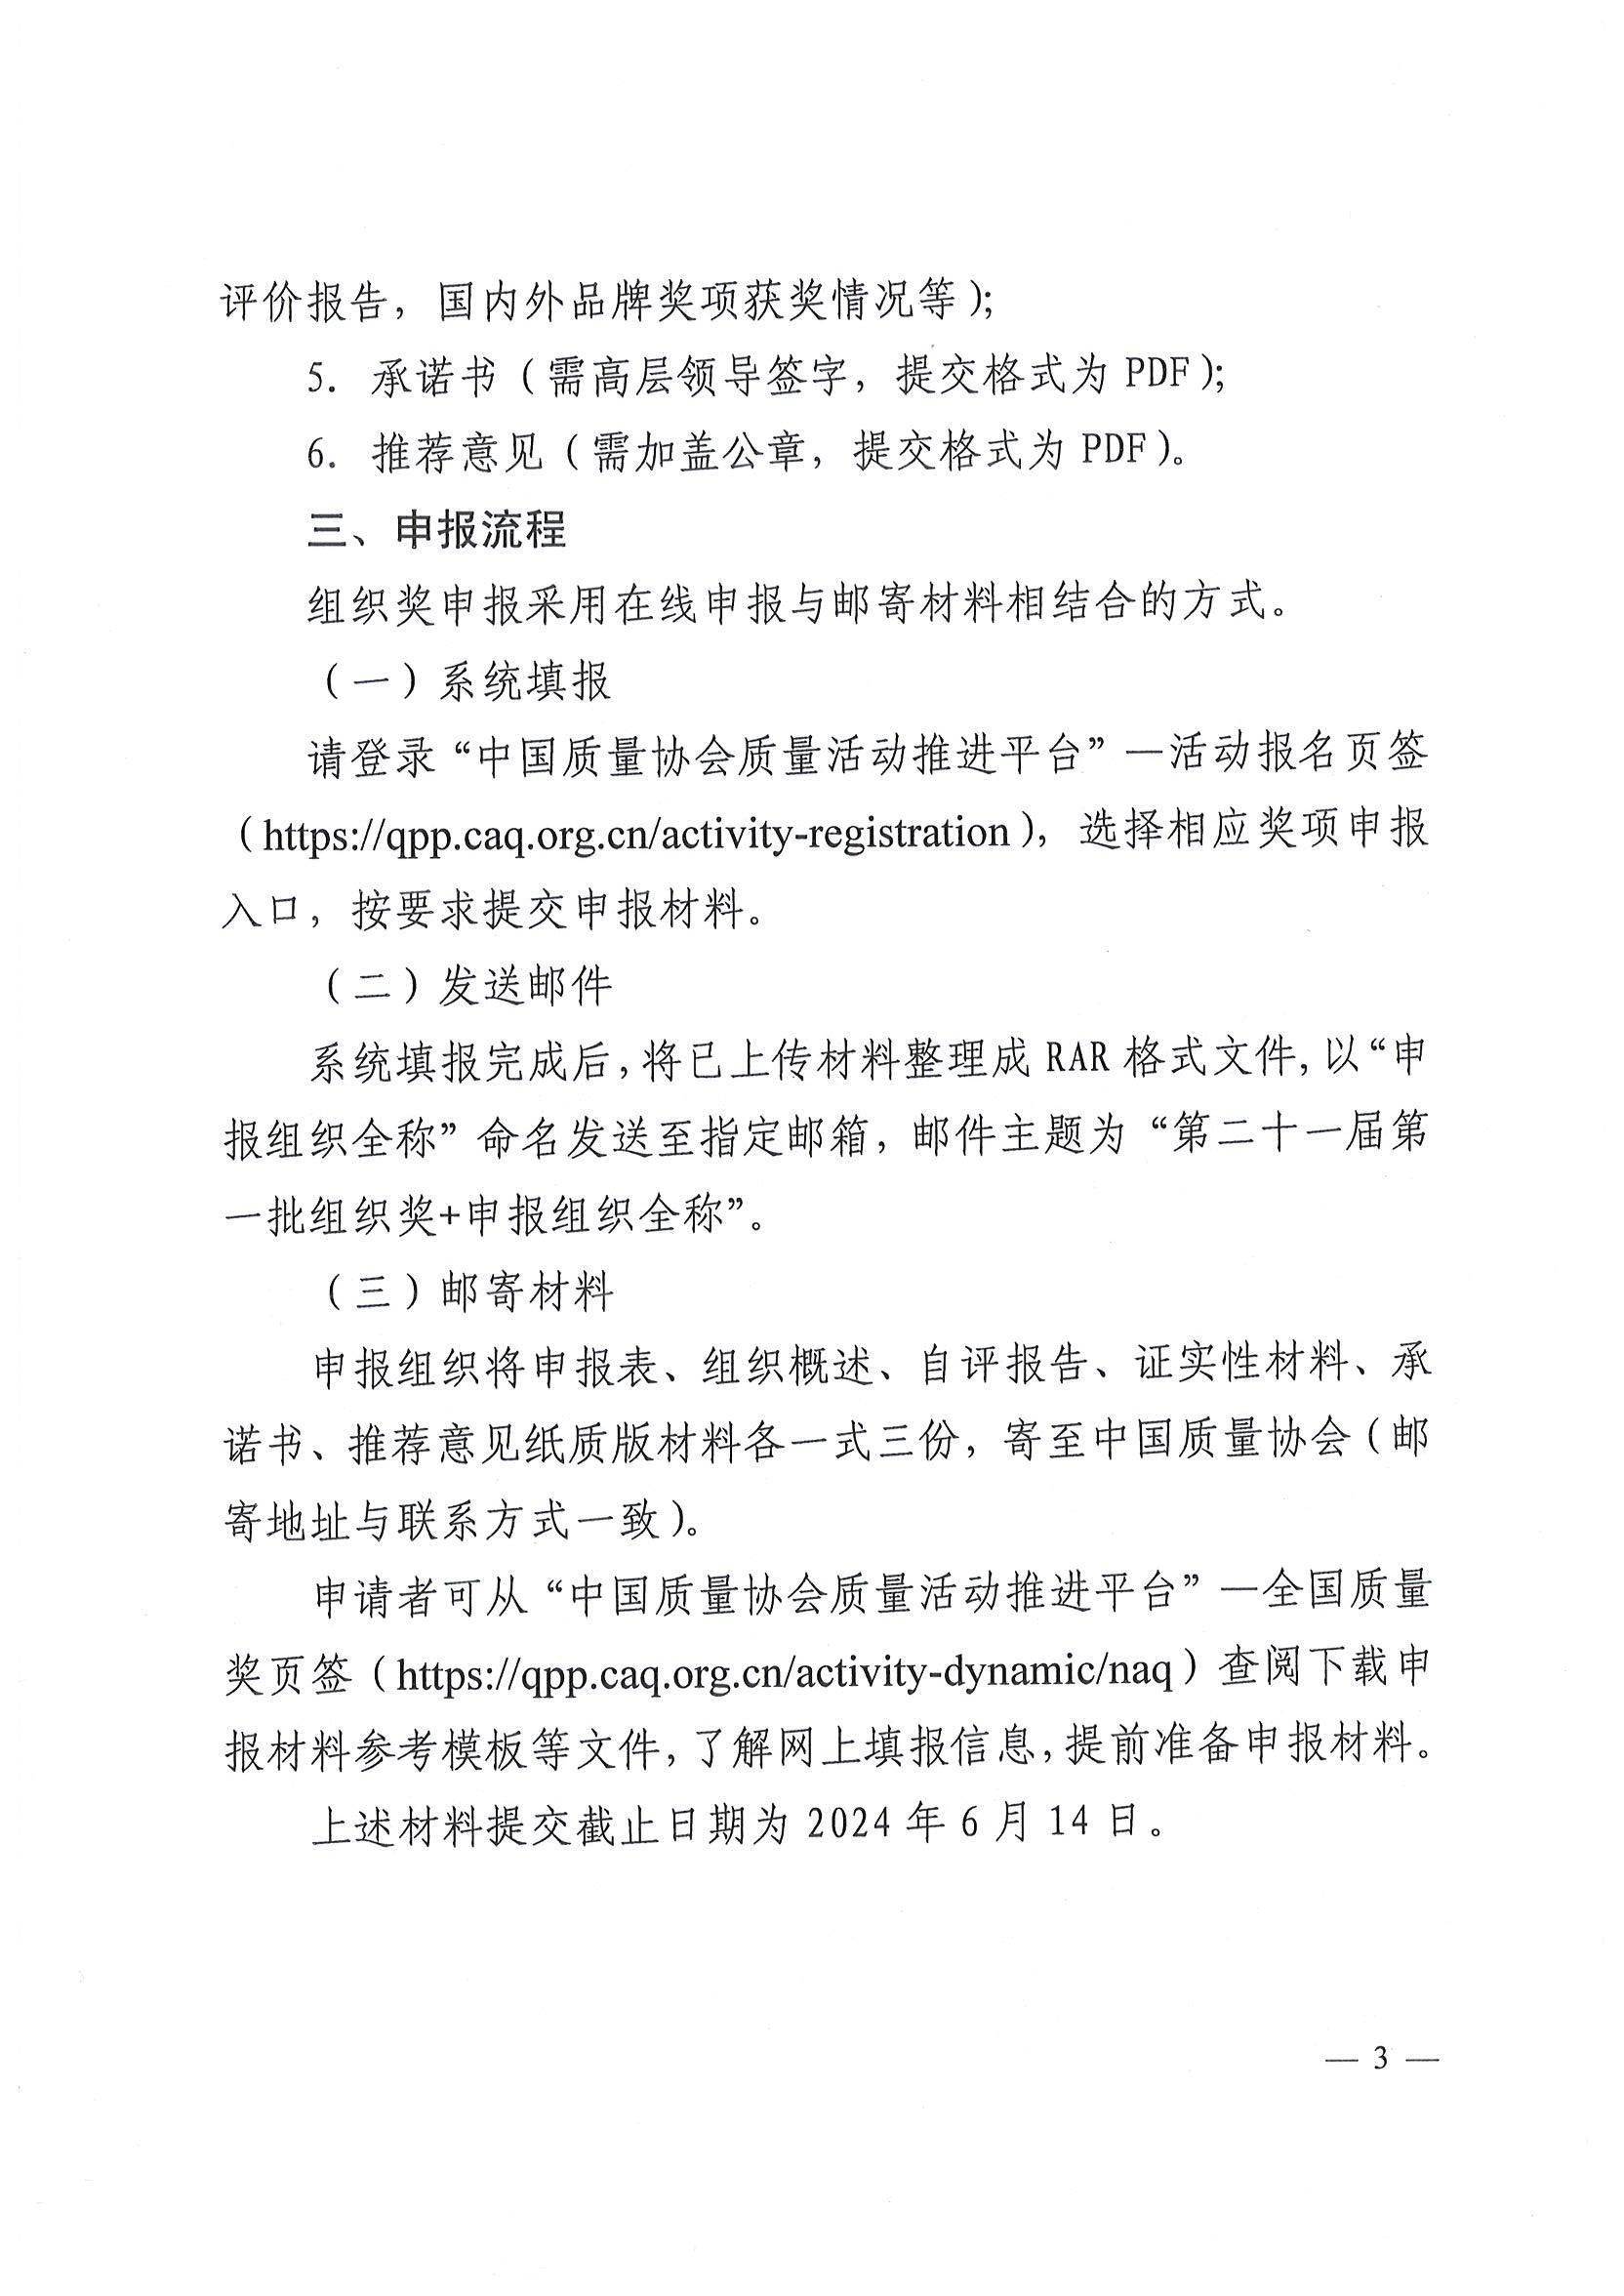 评价报告，国内外品牌奖项获奖情况等）；
5. 承诺书（需高层领导签字，提交格式为 PDF）；
6. 推荐意见（需加盖公章，提交格式为 PDF）。
三、申报流程
组织奖申报采用在线申报与邮寄材料相结合的方式。
（一）系统填报
请登录“中国质量协会质量活动推进平台”—活动报名页签
（https://qpp.caq.org.cn/activity-registration），选择相应奖项申报
入口，按要求提交申报材料。
（二）发送邮件
系统填报完成后，将已上传材料整理成 RAR 格式文件，以“申
报组织全称”命名发送至指定邮箱，邮件主题为“第二十一届第
一批组织奖+申报组织全称”。
（三）邮寄材料
申报组织将申报表、组织概述、自评报告、证实性材料、承
诺书、推荐意见纸质版材料各一式三份，寄至中国质量协会（邮
寄地址与联系方式一致）。
申请者可从“中国质量协会质量活动推进平台”—全国质量
奖页签（https://qpp.caq.org.cn/activity-dynamic/naq）查阅下载申
报材料参考模板等文件，了解网上填报信息，提前准备申报材料。
上述材料提交截止日期为 2024 年 6 月 14 日。
— 3 —